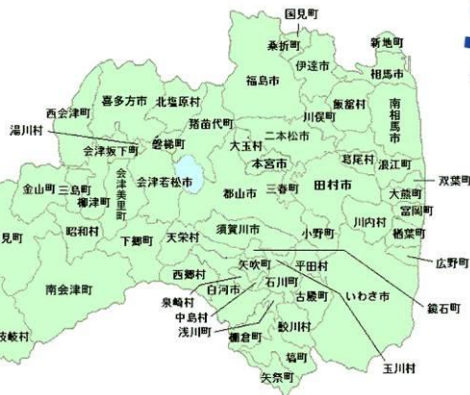 国見町
桑折町
新地町
伊達市
福島市
相馬市
喜多方市
北塩原村
飯舘村
西会津町
川俣町
南相馬市
猪苗代町
湯川村
二本松市
磐梯町
大玉村
会津坂下町
本宮市
葛尾村
浪江町
双葉町
金山町
三島町
会津美里町
会津若松市
郡山市
三春町
田村市
大熊町
柳津町
富岡町
川内村
楢葉町
昭和村
下郷町
天栄村
須賀川市
小野町
見町
広野町
西郷村
矢吹町
平田村
南会津町
泉崎村
白河市
石川町
古殿町
いわき市
鏡石町
中島村
浅川町
棚倉町
鮫川村
玉川村
岐岐村
塙町
矢祭町